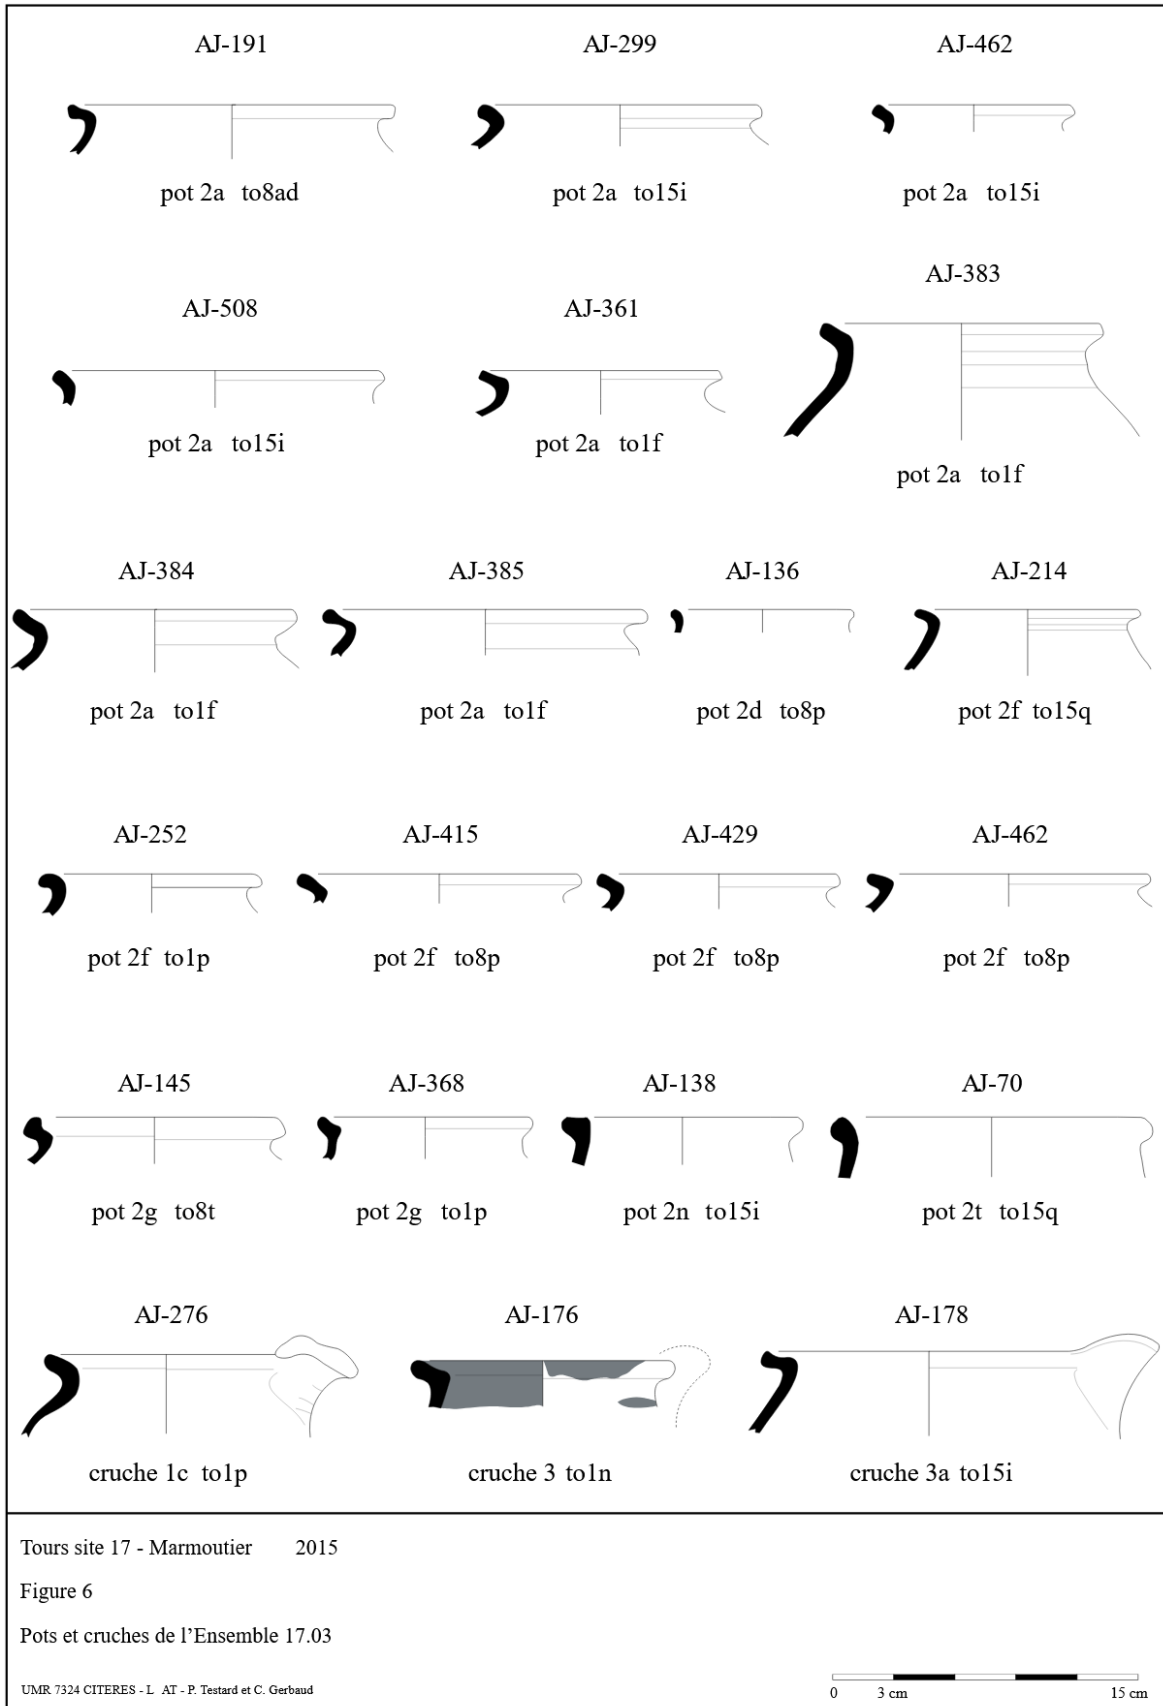 AJ-191 AJ-299 AJ-462
pot 2a to8ad pot 2a to15i pot 2a to15i
AJ-383
AJ-508 AJ-361
pot 2a to15i pot 2a to1f
pot 2a to1f
AJ-384 AJ-385 AJ-136 AJ-214
pot 2a to1f pot 2a to1f pot 2d to8p pot 2f to15q
AJ-252 AJ-415 AJ-429 AJ-462
pot 2f to1p pot 2f to8p pot 2f to8p pot 2f to8p
AJ-145 AJ-368 AJ-138 AJ-70
pot 2g to8t pot 2g to1p pot 2n to15i pot 2t to15q
AJ-276 AJ-176 AJ-178
cruche 1c to1p cruche 3 to1n cruche 3a to15i
Tours site 17 - Marmoutier 2015
Figure 6
Pots et cruches de l’Ensemble 17.03
UMR 7324 CITERES - L AT - P. Testard et C. Gerbaud
0 3 cm 15 cm